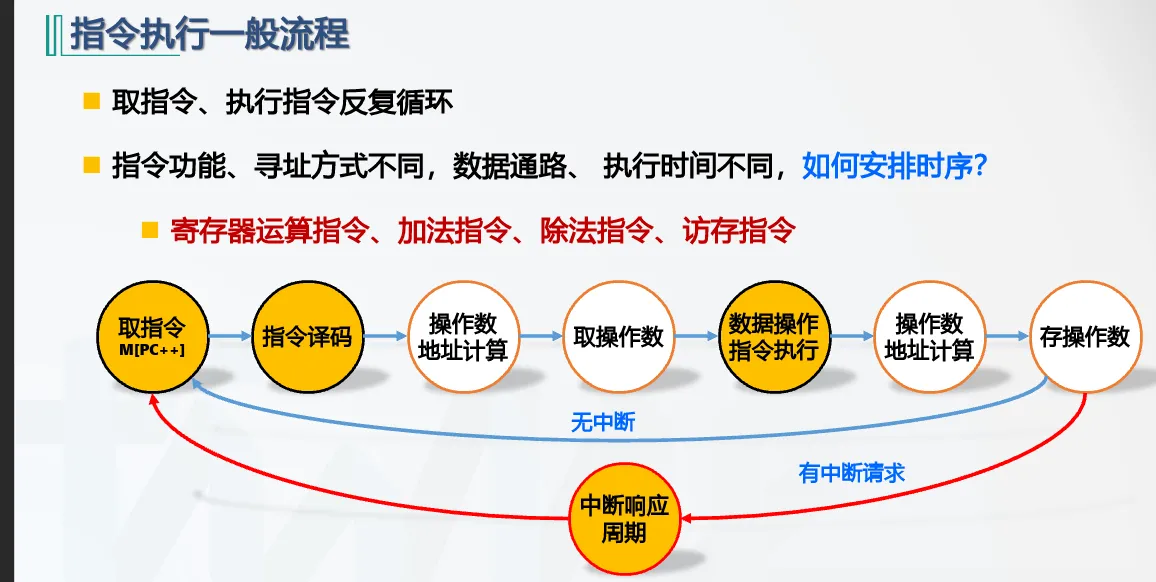 指令执行一般流程
取指令、执行指令反复循环
指令功能、寻址方式不同，数据通路、 执行时间不同，如何安排时序？
寄存器运算指令、加法指令、除法指令、访存指令
取指令
M[PC++]
指令译码
操作数
地址计算
取操作数
数据操作
指令执行
操作数
地址计算
存操作数
无中断
有中断请求
中断响应
周期